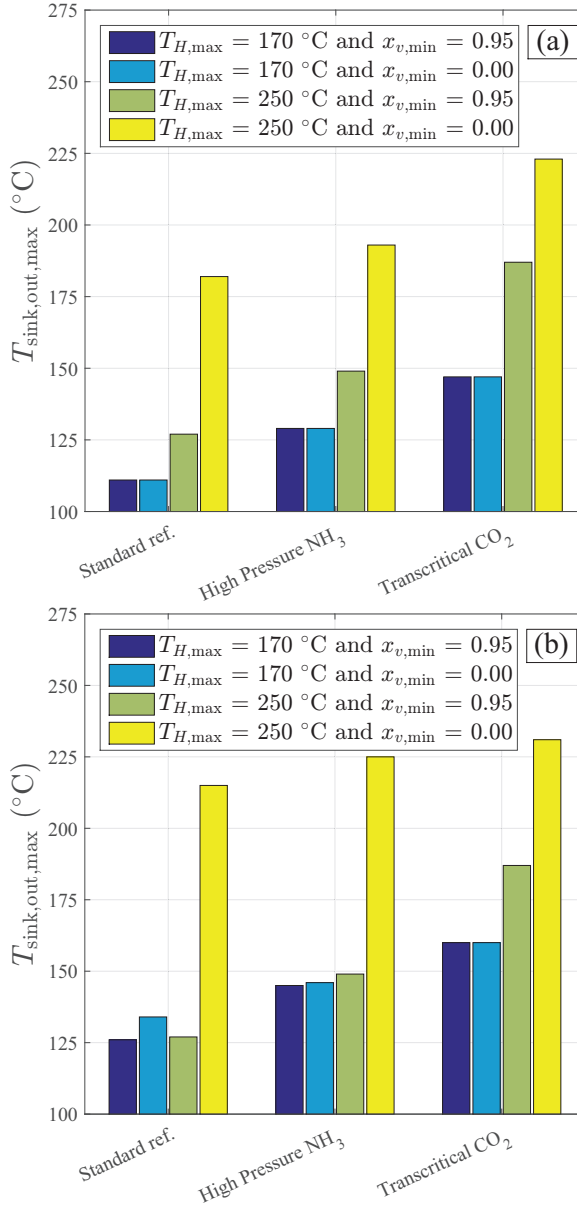 275
250
225
200
175
150
125
100
T_sink,out,max (°C)
(a)
T_H,max = 170 °C and x_v,min = 0.95
T_H,max = 170 °C and x_v,min = 0.00
T_H,max = 250 °C and x_v,min = 0.95
T_H,max = 250 °C and x_v,min = 0.00
Standard ref.
High Pressure NH₃
Transcritical CO₂
275
250
225
200
175
150
125
100
T_sink,out,max (°C)
(b)
T_H,max = 170 °C and x_v,min = 0.95
T_H,max = 170 °C and x_v,min = 0.00
T_H,max = 250 °C and x_v,min = 0.95
T_H,max = 250 °C and x_v,min = 0.00
Standard ref.
High Pressure NH₃
Transcritical CO₂